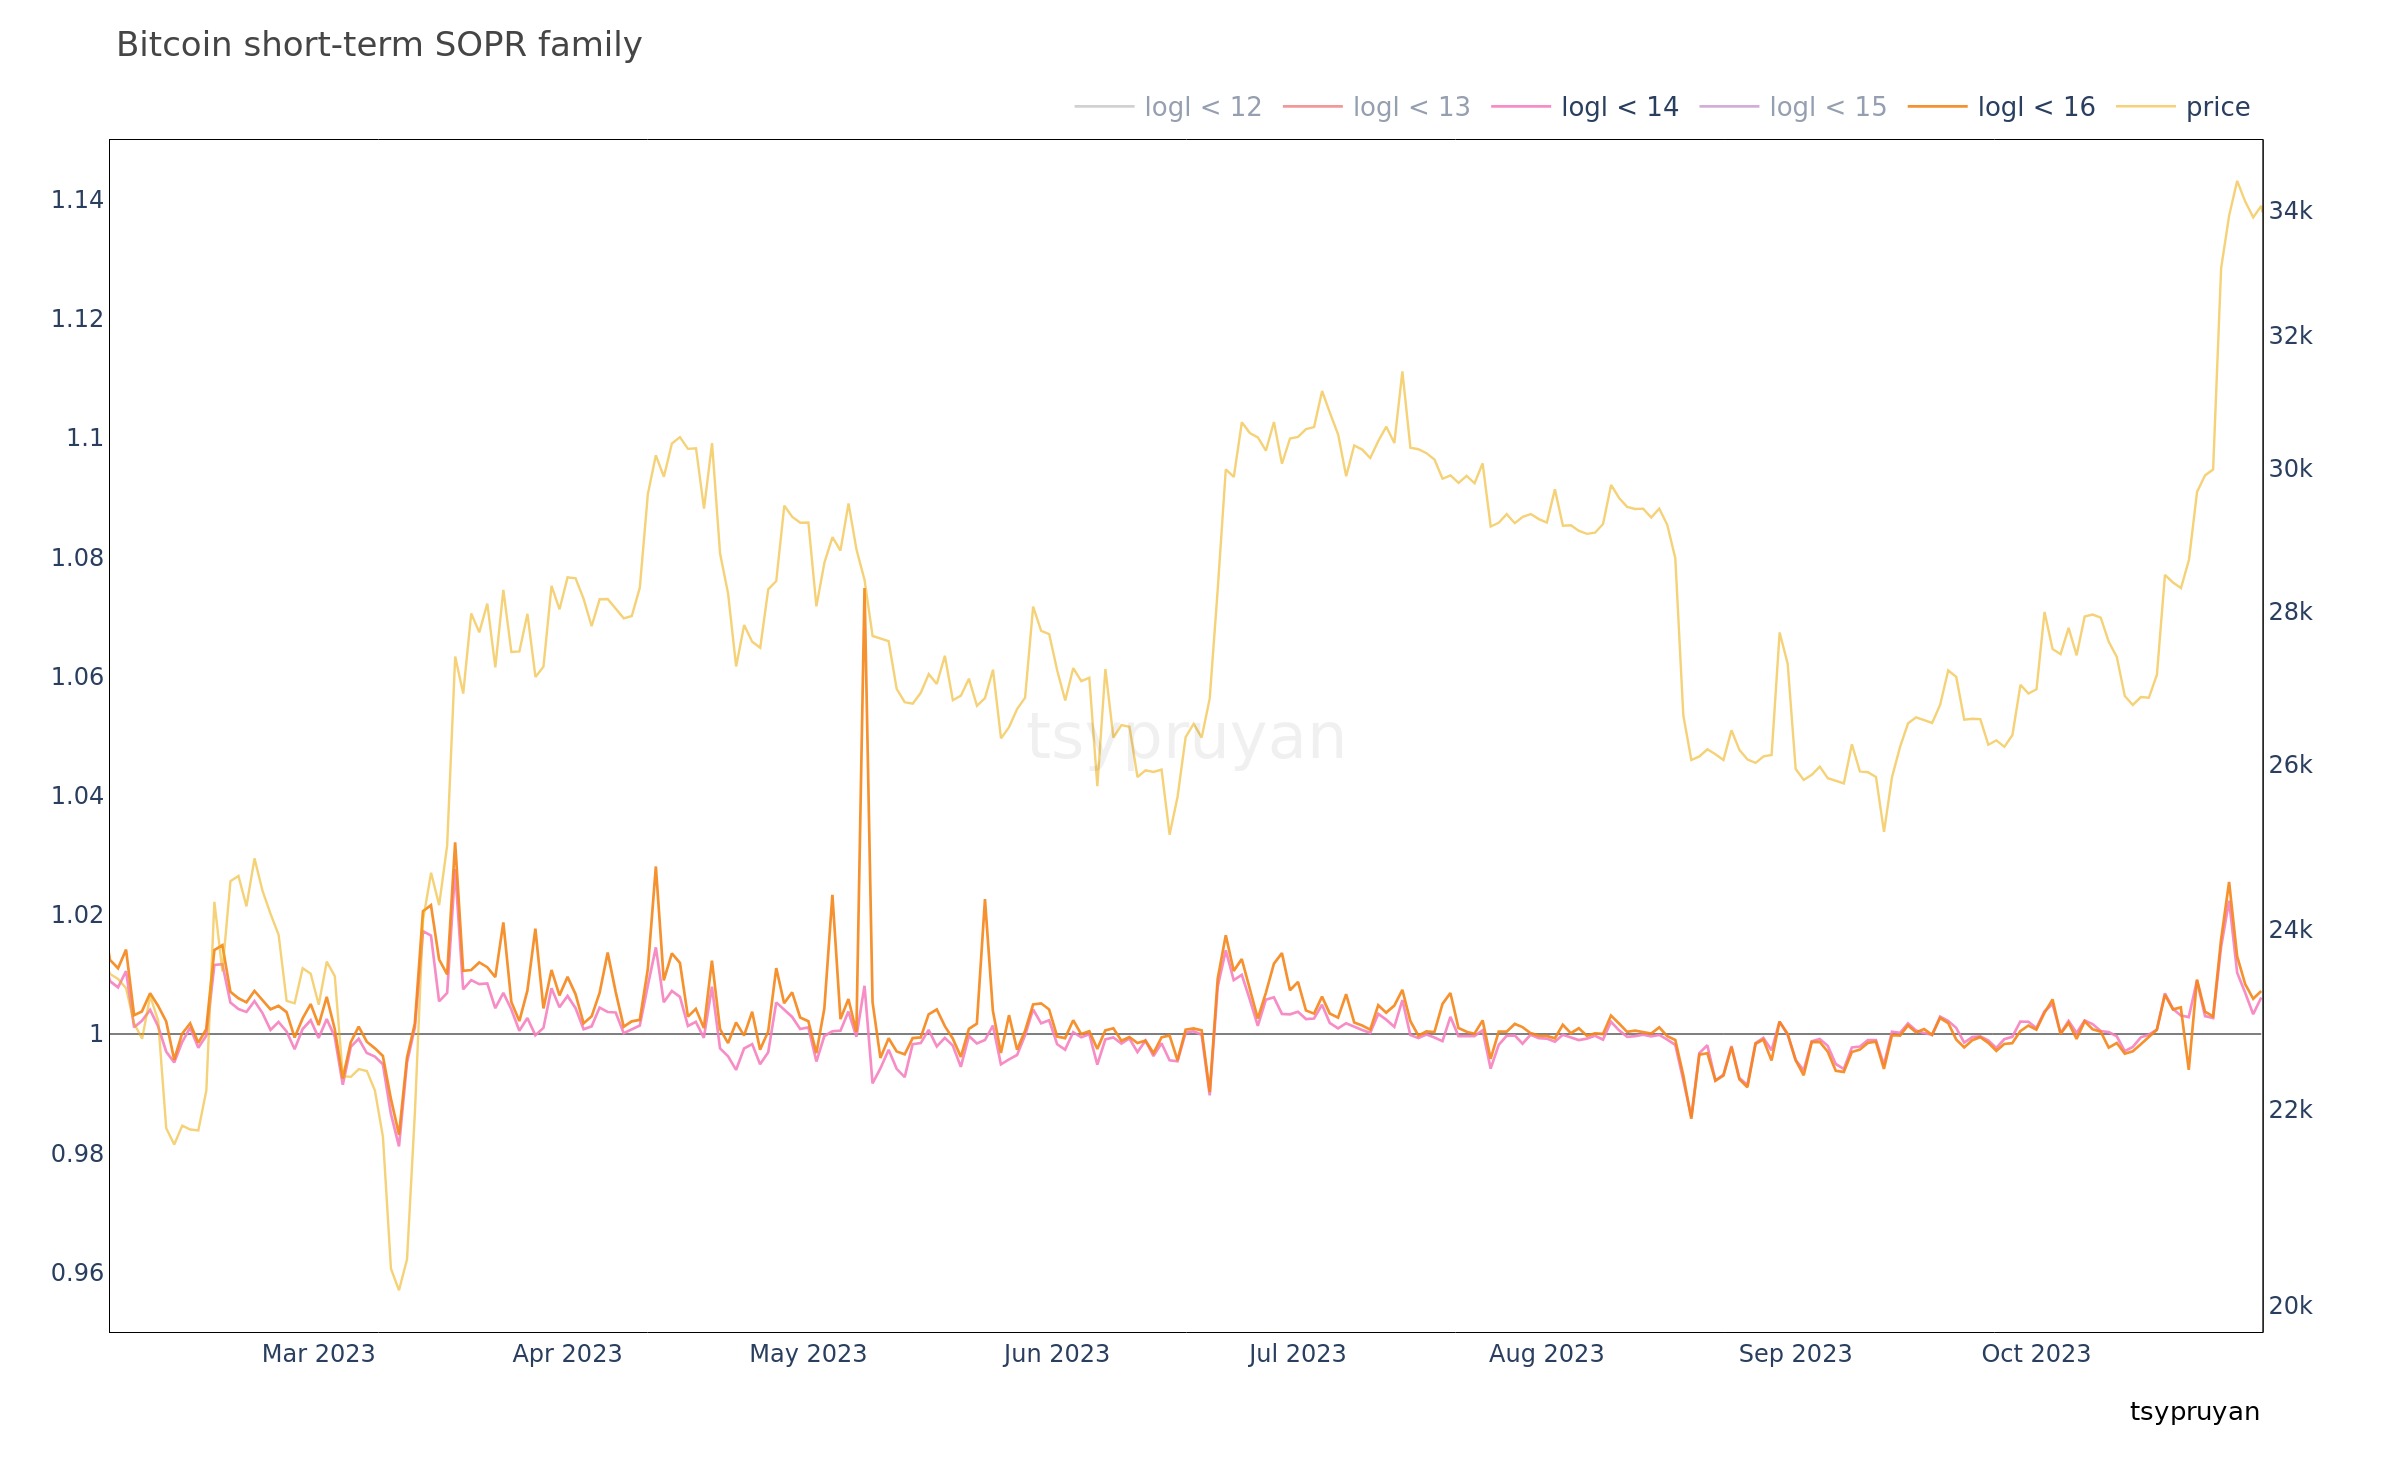 Bitcoin short-term SOPR family
logl < 12 logl < 13 logl < 14 logl < 15 logl < 16 price
1.14
1.12
1.1
1.08
1.06
1.04
1.02
1
0.98
0.96
34k
32k
30k
28k
26k
24k
22k
20k
tsypruyan
Mar 2023 Apr 2023 May 2023 Jun 2023 Jul 2023 Aug 2023 Sep 2023 Oct 2023
tsypruyan